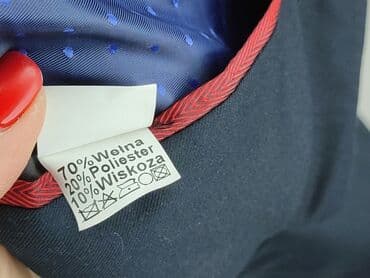 70% Wełna
20% Poliester
10% Wiskoza